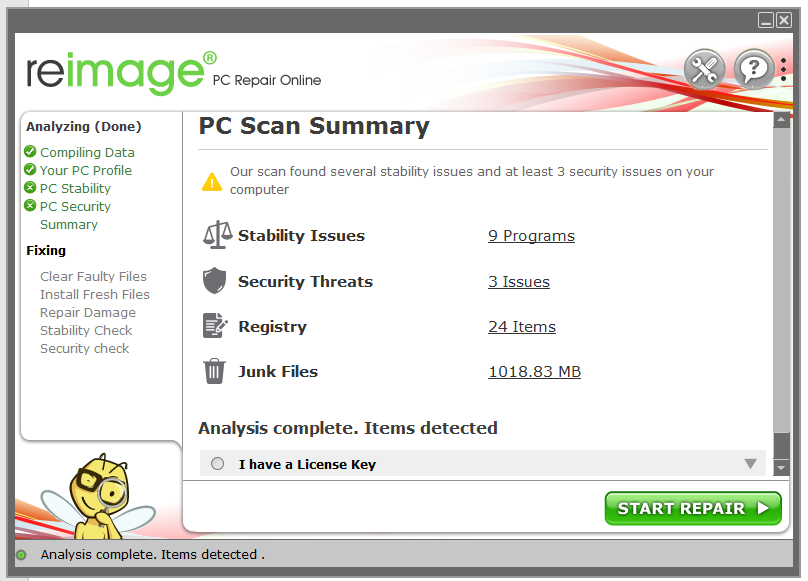 reimage®
PC Repair Online
?
Analyzing (Done)
Compiling Data
Your PC Profile
PC Stability
PC Security
Summary
Fixing
Clear Faulty Files
Install Fresh Files
Repair Damage
Stability Check
Security check
PC Scan Summary
Our scan found several stability issues and at least 3 security issues on your
computer
Stability Issues 9 Programs
Security Threats 3 Issues
Registry 24 Items
Junk Files 1018.83 MB
Analysis complete. Items detected
I have a License Key
START REPAIR
Analysis complete. Items detected .